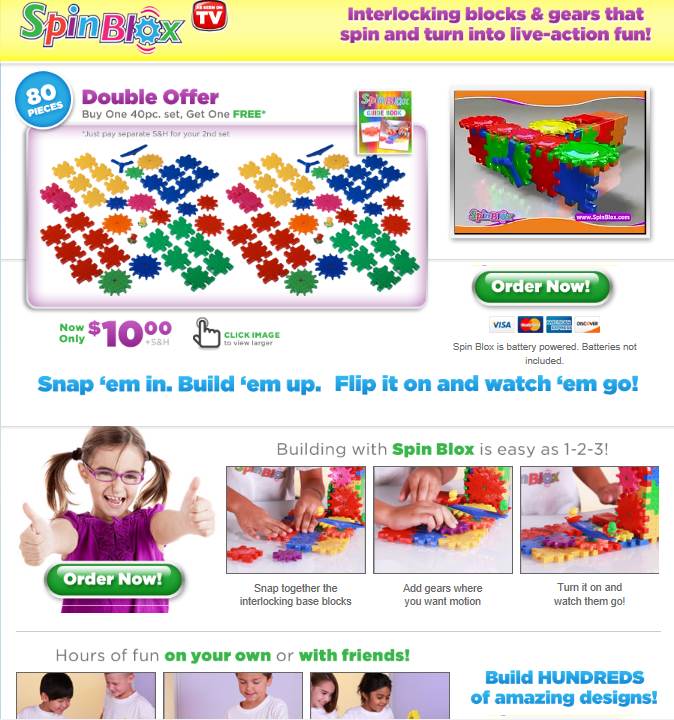 Spin Blox
AS SEEN ON
TV
Interlocking blocks & gears that
spin and turn into live-action fun!
80
PIECES
Double Offer
Buy One 40pc. set, Get One FREE*
*Just pay separate S&H for your 2nd set
SpinBlox
GUIDE BOOK
SpinBlox
www.SpinBlox.com
Order Now!
VISA
MasterCard
AMERICAN EXPRESS
DISCOVER
Now
Only
$10.00
+S&H
CLICK IMAGE
to view larger
Spin Blox is battery powered. Batteries not
included.
Snap ‘em in. Build ‘em up. Flip it on and watch ‘em go!
Building with Spin Blox is easy as 1-2-3!
Order Now!
Snap together the
interlocking base blocks
Add gears where
you want motion
Turn it on and
watch them go!
Hours of fun on your own or with friends!
Build HUNDREDS
of amazing designs!